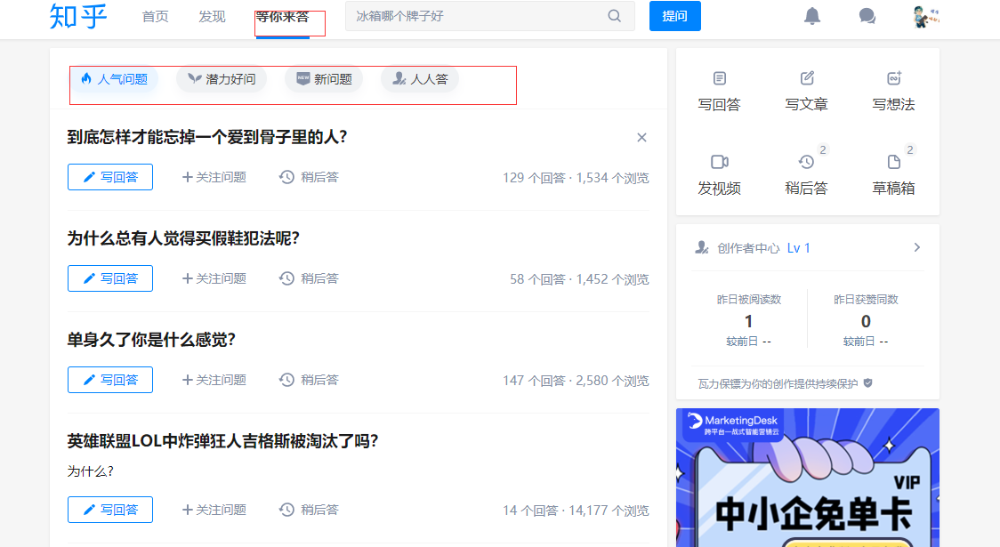 知乎 首页 发现 等你来答 冰箱哪个牌子好 提问
人气问题 潜力好问 NEW 新问题 人人答
到底怎样才能忘掉一个爱到骨子里的人?
写回答 关注问题 稍后答 129 个回答 · 1,534 个浏览
为什么总有人觉得买假鞋犯法呢?
写回答 关注问题 稍后答 58 个回答 · 1,452 个浏览
单身久了你是什么感觉?
写回答 关注问题 稍后答 147 个回答 · 2,580 个浏览
英雄联盟LOL中炸弹狂人吉格斯被淘汰了吗?
为什么?
写回答 关注问题 稍后答 14 个回答 · 14,177 个浏览
写回答 写文章 写想法
2 2
发视频 稍后答 草稿箱
创作者中心 Lv 1
昨日被阅读数 昨日获赞同数
1 0
较前日 -- 较前日 --
瓦力保镖为你的创作提供持续保护
MarketingDesk
跨平台一战式智能营销云
VIP
中小企免单卡